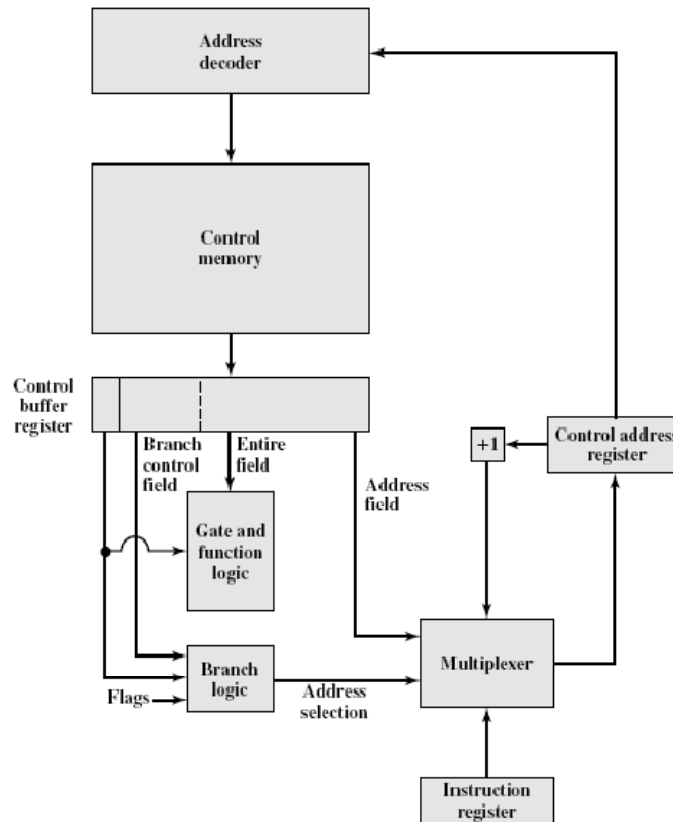 Address
decoder
Control
memory
Control
buffer
register
Branch
control
field
Entire
field
Address
field
+1
Control address
register
Gate and
function
logic
Branch
logic
Flags
Address
selection
Multiplexer
Instruction
register